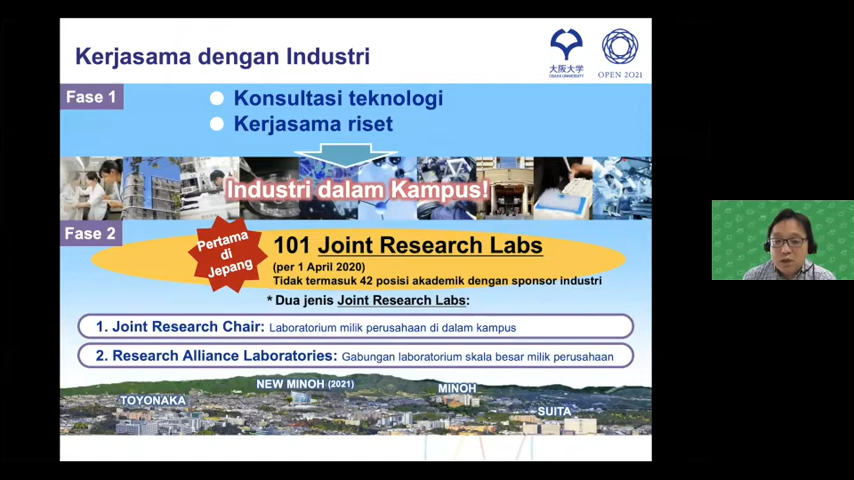 Kerjasama dengan Industri
大阪大学
OSAKA UNIVERSITY
OPEN 2O21
Fase 1
Konsultasi teknologi
Kerjasama riset
Industri dalam Kampus!
Fase 2
Pertama
di
Jepang
101 Joint Research Labs
(per 1 April 2020)
Tidak termasuk 42 posisi akademik dengan sponsor industri
* Dua jenis Joint Research Labs:
1. Joint Research Chair: Laboratorium milik perusahaan di dalam kampus
2. Research Alliance Laboratories: Gabungan laboratorium skala besar milik perusahaan
TOYONAKA
NEW MINOH (2021)
MINOH
SUITA